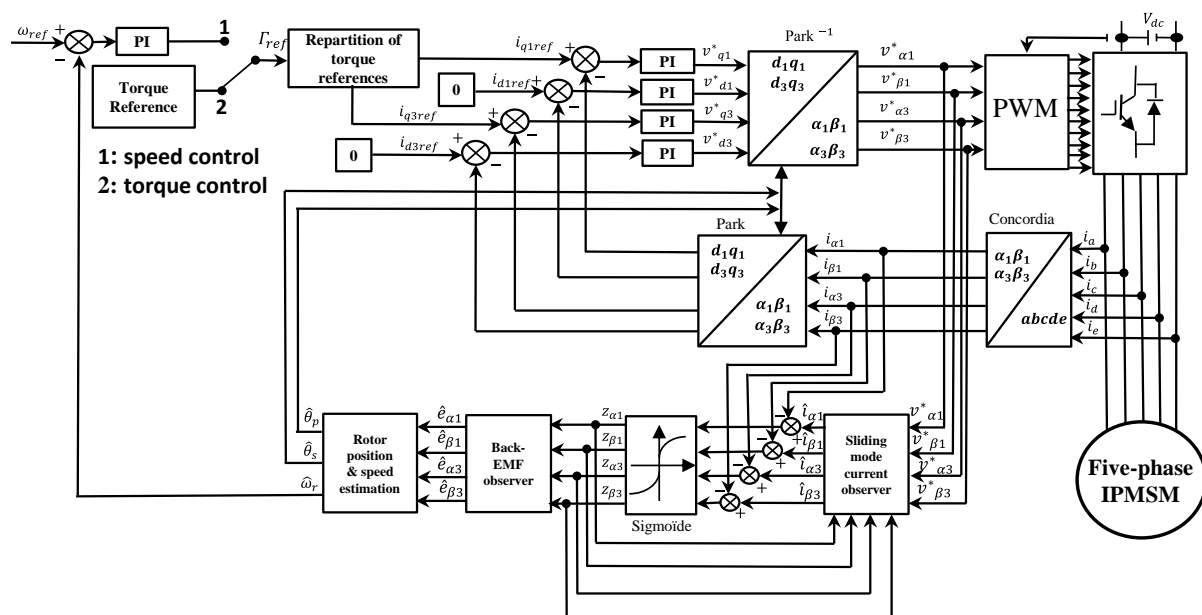 ω_ref
+
−
PI
1
Γ_ref
Torque
Reference
2
1: speed control
2: torque control
Repartition of
torque
references
i_q1ref
+
−
PI
v*_q1
0
i_d1ref
+
−
PI
v*_d1
i_q3ref
+
−
PI
v*_q3
0
i_d3ref
+
−
PI
v*_d3
Park ⁻¹
d₁q₁
d₃q₃
α₁β₁
α₃β₃
v*_α1
v*_β1
v*_α3
v*_β3
PWM
V_dc
Park
d₁q₁
d₃q₃
α₁β₁
α₃β₃
i_α1
i_β1
i_α3
i_β3
Concordia
α₁β₁
α₃β₃
abcde
i_a
i_b
i_c
i_d
i_e
θ̂_p
θ̂_s
ω̂_r
Rotor
position
& speed
estimation
ê_α1
ê_β1
ê_α3
ê_β3
Back-
EMF
observer
z_α1
z_β1
z_α3
z_β3
Sigmoïde
−
+
−
+
−
+
−
+
î_α1
î_β1
î_α3
î_β3
Sliding
mode
current
observer
v*_α1
v*_β1
v*_α3
v*_β3
Five-phase
IPMSM